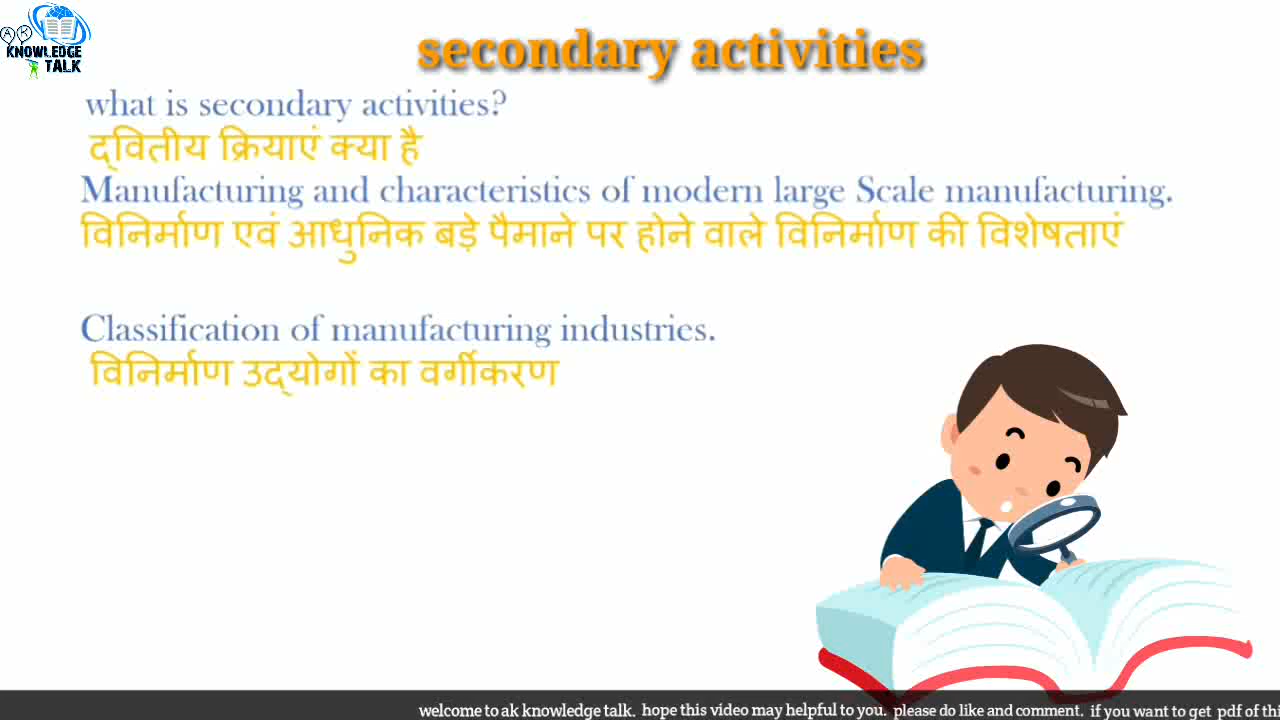 AK
KNOWLEDGE
TALK
secondary activities
what is secondary activities?
द्वितीय क्रियाएं क्या है
Manufacturing and characteristics of modern large Scale manufacturing.
विनिर्माण एवं आधुनिक बड़े पैमाने पर होने वाले विनिर्माण की विशेषताएं
Classification of manufacturing industries.
विनिर्माण उद्योगों का वर्गीकरण
welcome to ak knowledge talk. hope this video may helpful to you. please do like and comment. if you want to get pdf of thi